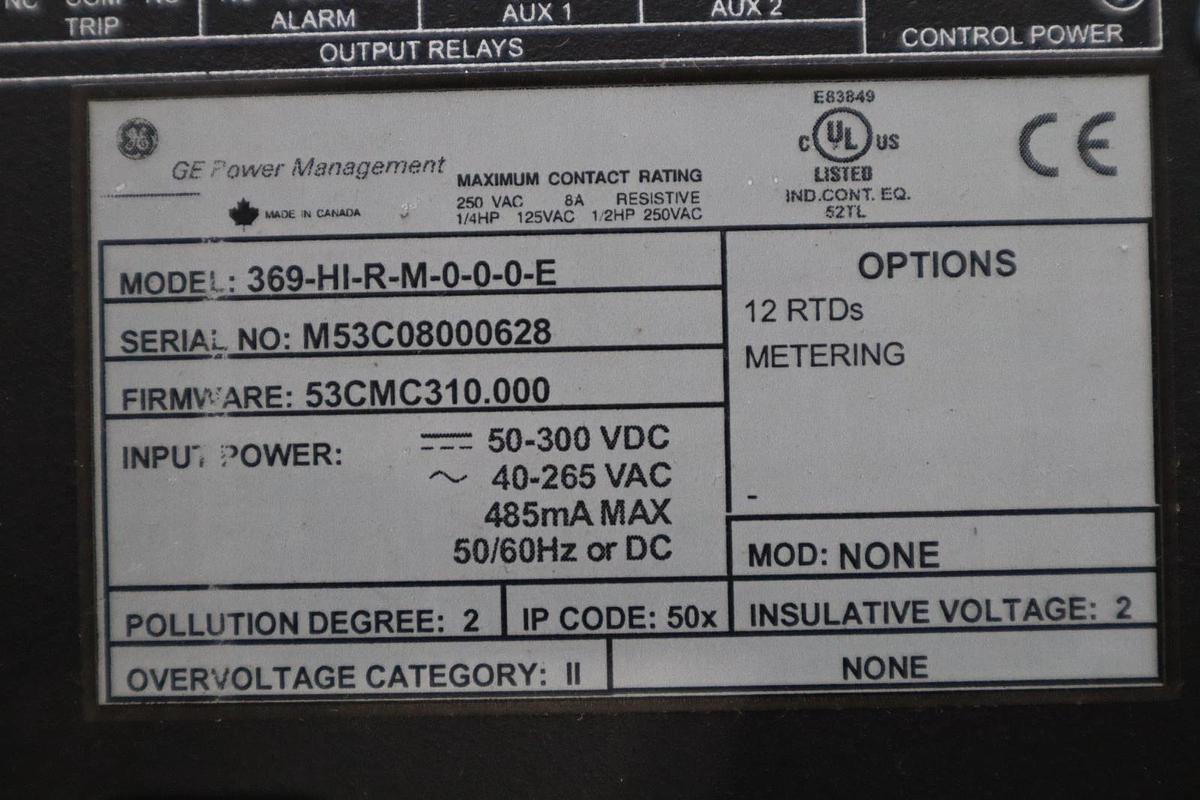 TRIP
ALARM
AUX 1
AUX 2
OUTPUT RELAYS
CONTROL POWER
GE Power Management
MADE IN CANADA
MAXIMUM CONTACT RATING
250 VAC 8A RESISTIVE
1/4HP 125VAC 1/2HP 250VAC
E83849
C UL US
LISTED
IND.CONT. EQ.
52TL
CE
MODEL: 369-HI-R-M-0-0-0-E
SERIAL NO: M53C08000628
FIRMWARE: 53CMC310.000
INPUT POWER: 50-300 VDC
~ 40-265 VAC
485mA MAX
50/60Hz or DC
OPTIONS
12 RTDs
METERING
-
MOD: NONE
POLLUTION DEGREE: 2
IP CODE: 50x
INSULATIVE VOLTAGE: 2
OVERVOLTAGE CATEGORY: II
NONE